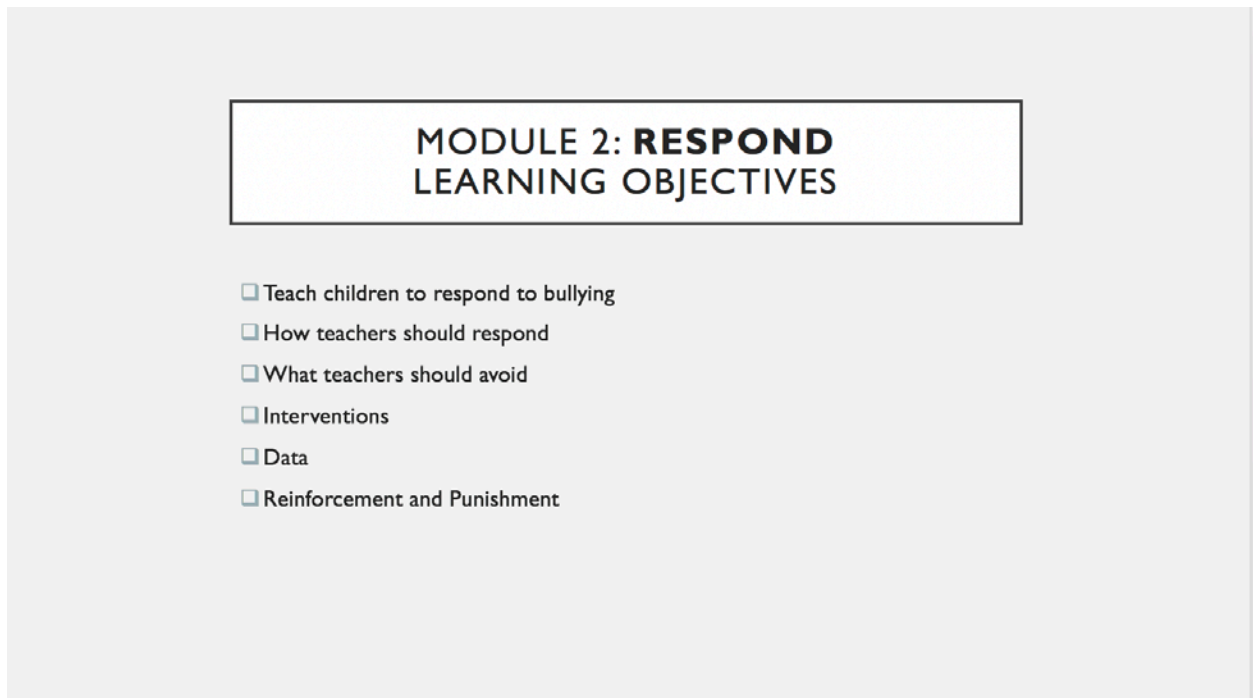 MODULE 2: RESPOND
LEARNING OBJECTIVES
Teach children to respond to bullying
How teachers should respond
What teachers should avoid
Interventions
Data
Reinforcement and Punishment